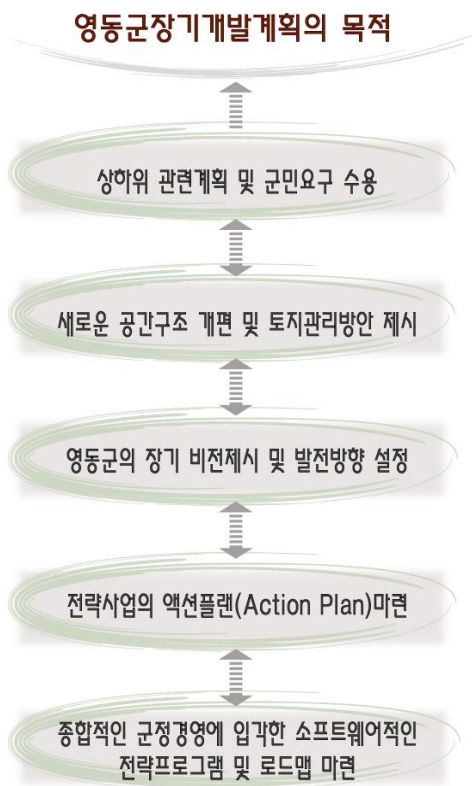 영동군장기개발계획의 목적
상하위 관련계획 및 군민요구 수용
새로운 공간구조 개편 및 토지관리방안 제시
영동군의 장기 비전제시 및 발전방향 설정
전략사업의 액션플랜(Action Plan)마련
종합적인 군정경영에 입각한 소프트웨어적인
전략프로그램 및 로드맵 마련